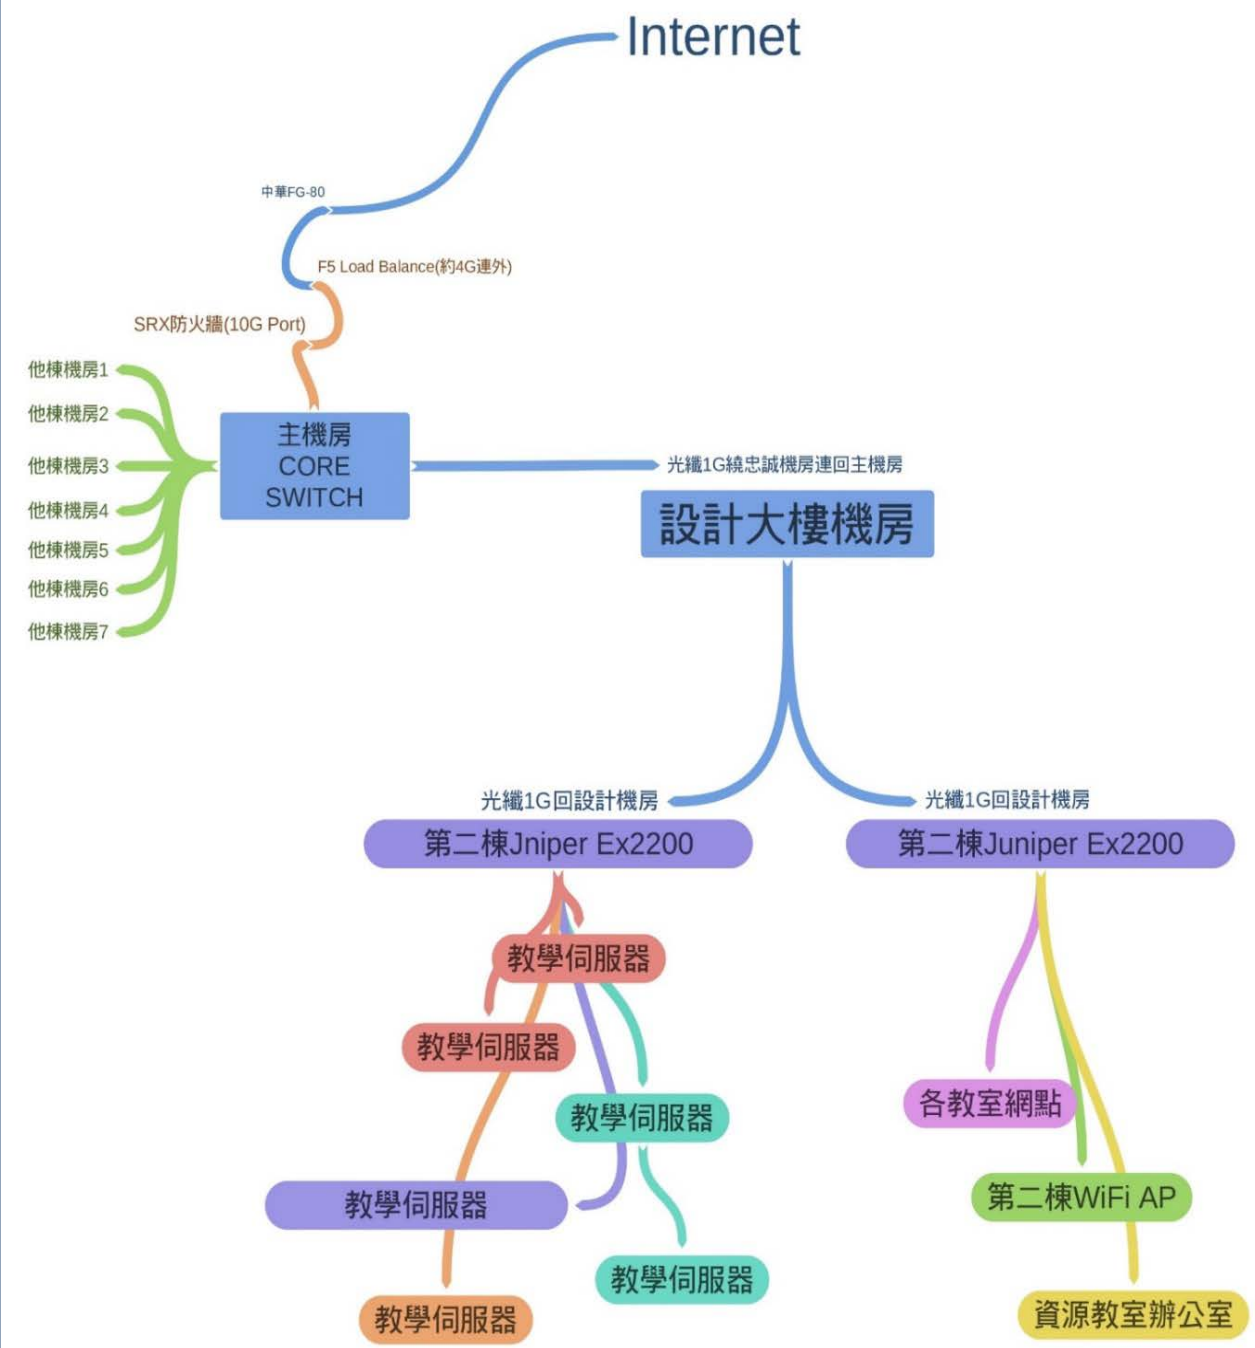 Internet
中華FG-80
F5 Load Balance(約4G連外)
SRX防火牆(10G Port)
他棟機房1
他棟機房2
他棟機房3
他棟機房4
他棟機房5
他棟機房6
他棟機房7
主機房
CORE
SWITCH
光纖1G繞忠誠機房連回主機房
設計大樓機房
光纖1G回設計機房
第二棟Jniper Ex2200
光纖1G回設計機房
第二棟Juniper Ex2200
教學伺服器
教學伺服器
教學伺服器
教學伺服器
教學伺服器
教學伺服器
各教室網點
第二棟WiFi AP
資源教室辦公室